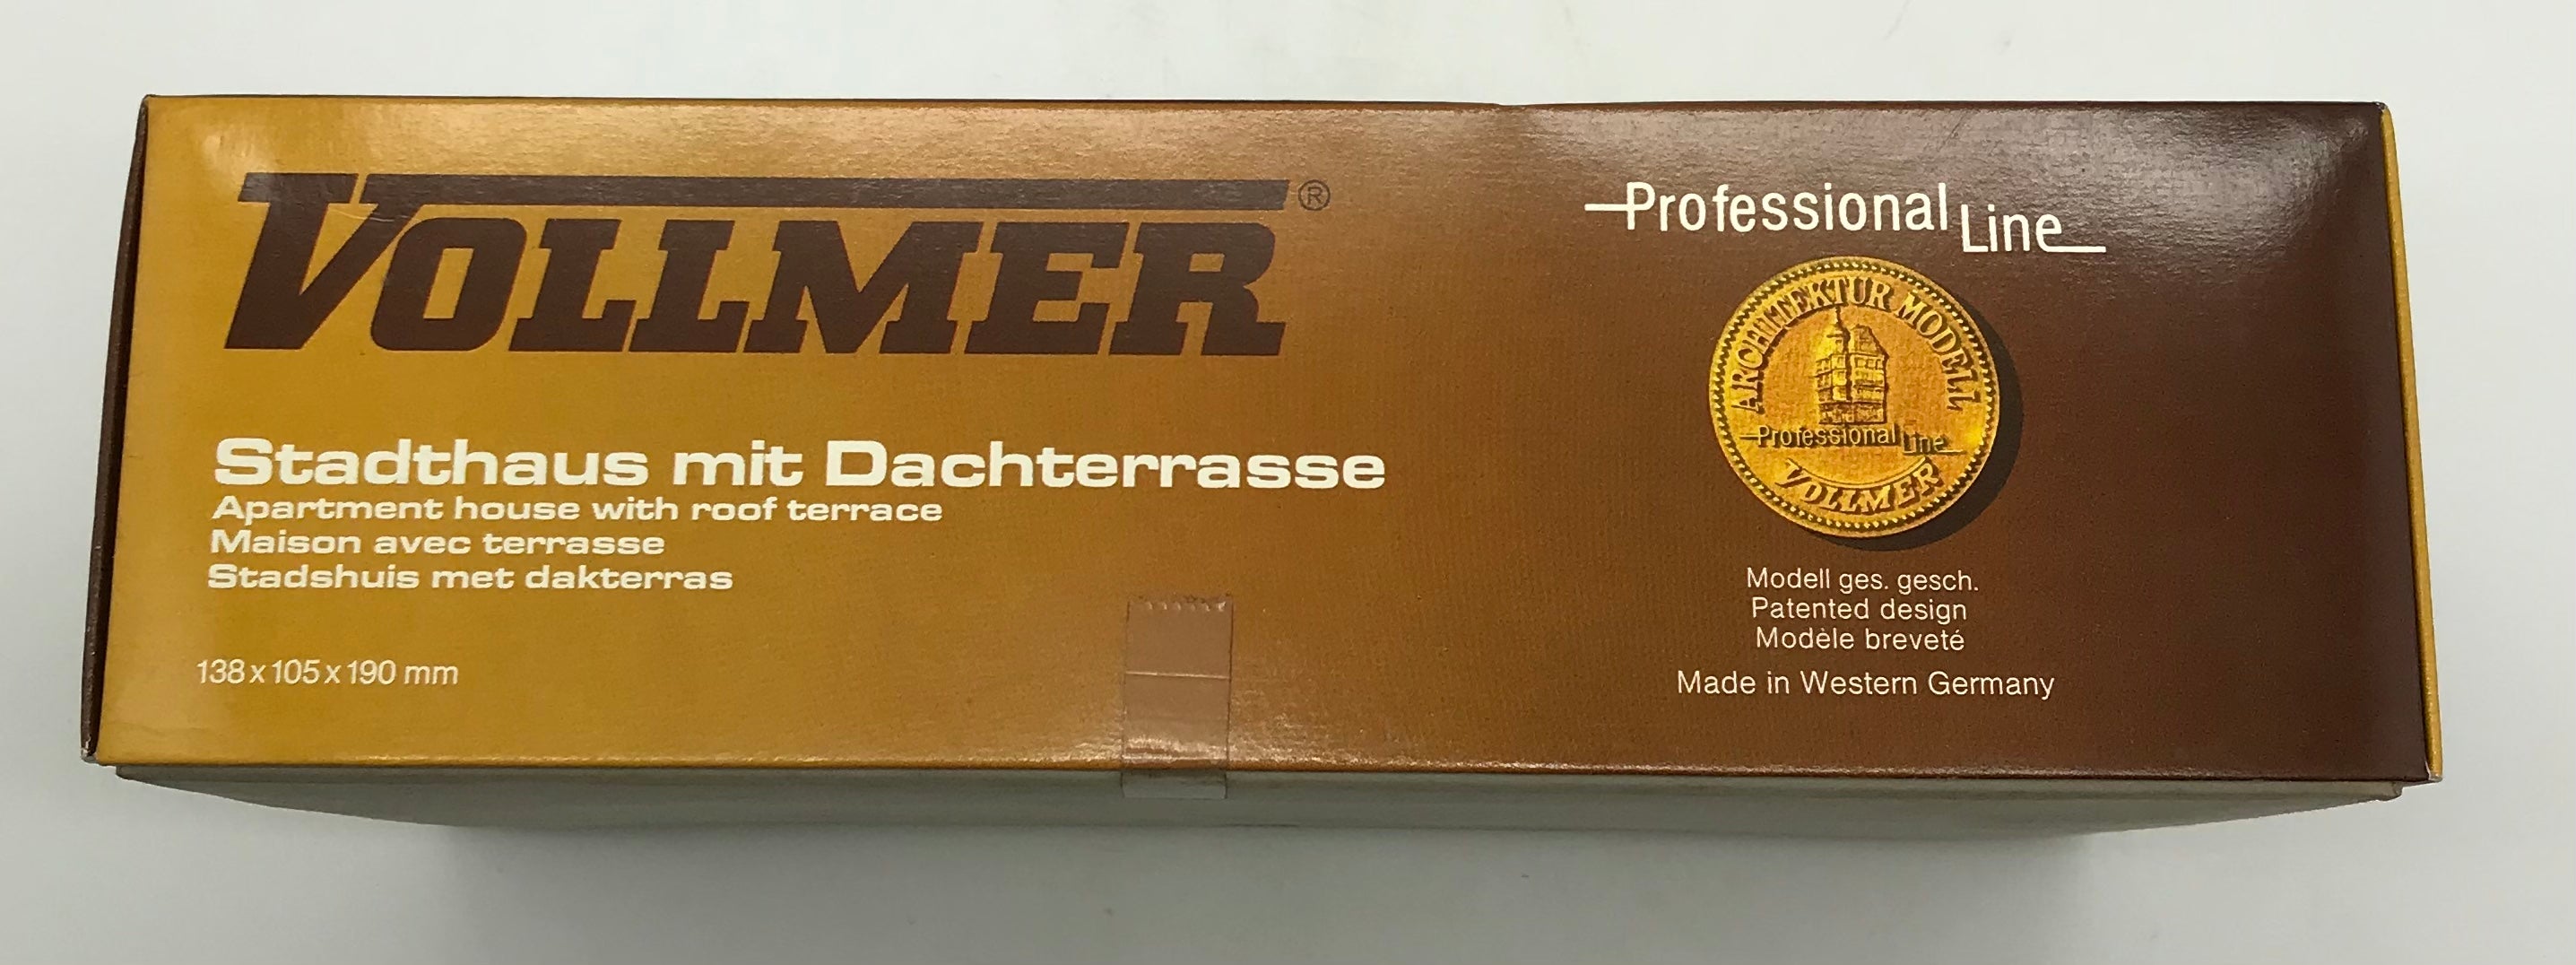 VOLLMER®
Stadthaus mit Dachterrasse
Apartment house with roof terrace
Maison avec terrasse
Stadshuis met dakterras
138 x 105 x 190 mm
Professional Line
ARCHITEKTUR MODELL
Professional Line
VOLLMER
Modell ges. gesch.
Patented design
Modèle breveté
Made in Western Germany